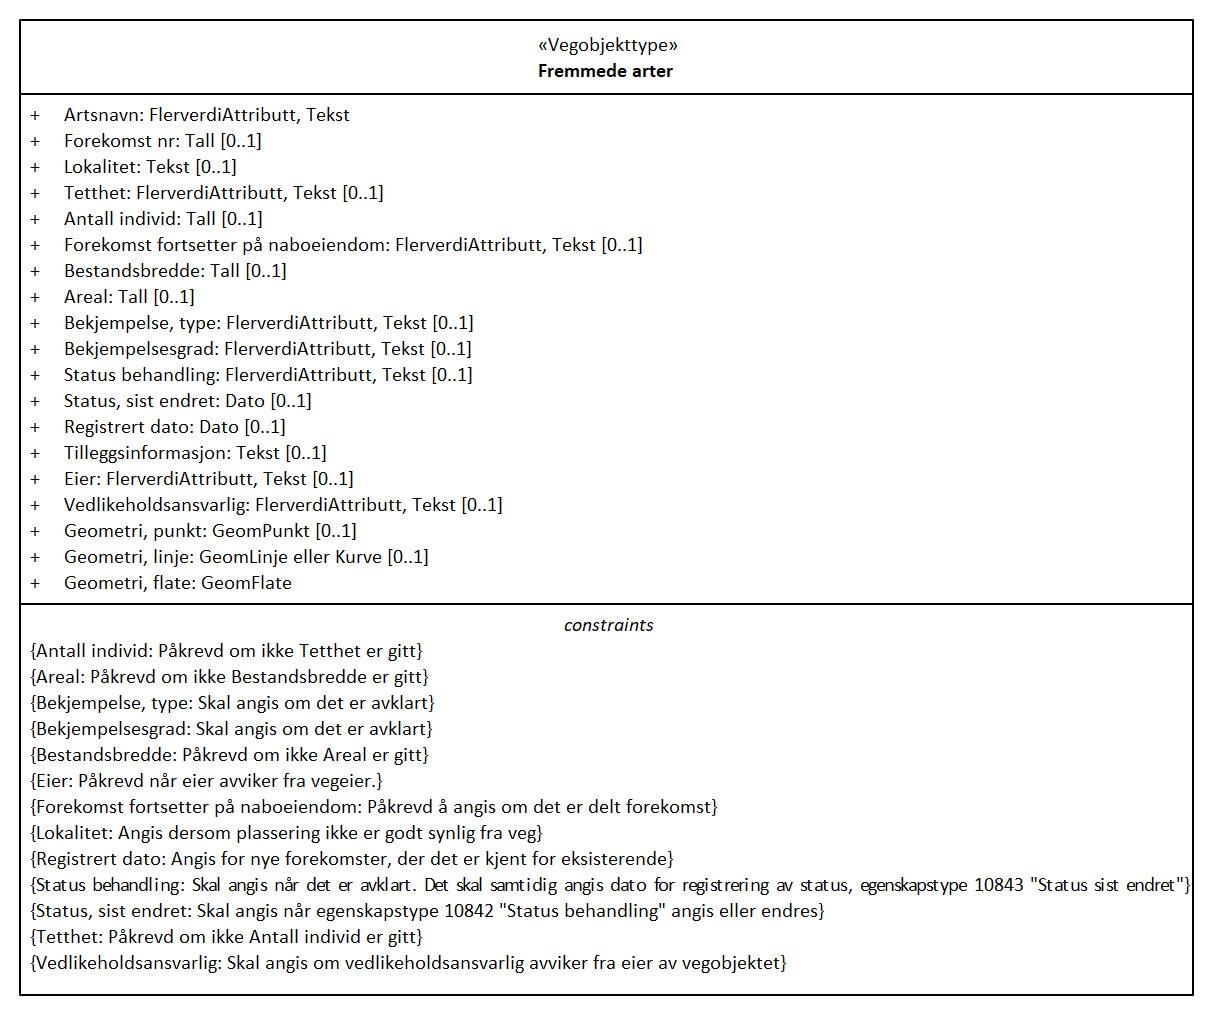 «Vegobjekttype»
Fremmede arter
+ Artsnavn: FlerverdiAttributt, Tekst
+ Forekomst nr: Tall [0..1]
+ Lokalitet: Tekst [0..1]
+ Tetthet: FlerverdiAttributt, Tekst [0..1]
+ Antall individ: Tall [0..1]
+ Forekomst fortsetter på naboeiendom: FlerverdiAttributt, Tekst [0..1]
+ Bestandsbredde: Tall [0..1]
+ Areal: Tall [0..1]
+ Bekjempelse, type: FlerverdiAttributt, Tekst [0..1]
+ Bekjempelsesgrad: FlerverdiAttributt, Tekst [0..1]
+ Status behandling: FlerverdiAttributt, Tekst [0..1]
+ Status, sist endret: Dato [0..1]
+ Registrert dato: Dato [0..1]
+ Tilleggsinformasjon: Tekst [0..1]
+ Eier: FlerverdiAttributt, Tekst [0..1]
+ Vedlikeholdsansvarlig: FlerverdiAttributt, Tekst [0..1]
+ Geometri, punkt: GeomPunkt [0..1]
+ Geometri, linje: GeomLinje eller Kurve [0..1]
+ Geometri, flate: GeomFlate
constraints
{Antall individ: Påkrevd om ikke Tetthet er gitt}
{Areal: Påkrevd om ikke Bestandsbredde er gitt}
{Bekjempelse, type: Skal angis om det er avklart}
{Bekjempelsesgrad: Skal angis om det er avklart}
{Bestandsbredde: Påkrevd om ikke Areal er gitt}
{Eier: Påkrevd når eier avviker fra vegeier.}
{Forekomst fortsetter på naboeiendom: Påkrevd å angis om det er delt forekomst}
{Lokalitet: Angis dersom plassering ikke er godt synlig fra veg}
{Registrert dato: Angis for nye forekomster, der det er kjent for eksisterende}
{Status behandling: Skal angis når det er avklart. Det skal samtidig angis dato for registrering av status, egenskapstype 10843 "Status sist endret"}
{Status, sist endret: Skal angis når egenskapstype 10842 "Status behandling" angis eller endres}
{Tetthet: Påkrevd om ikke Antall individ er gitt}
{Vedlikeholdsansvarlig: Skal angis om vedlikeholdsansvarlig avviker fra eier av vegobjektet}